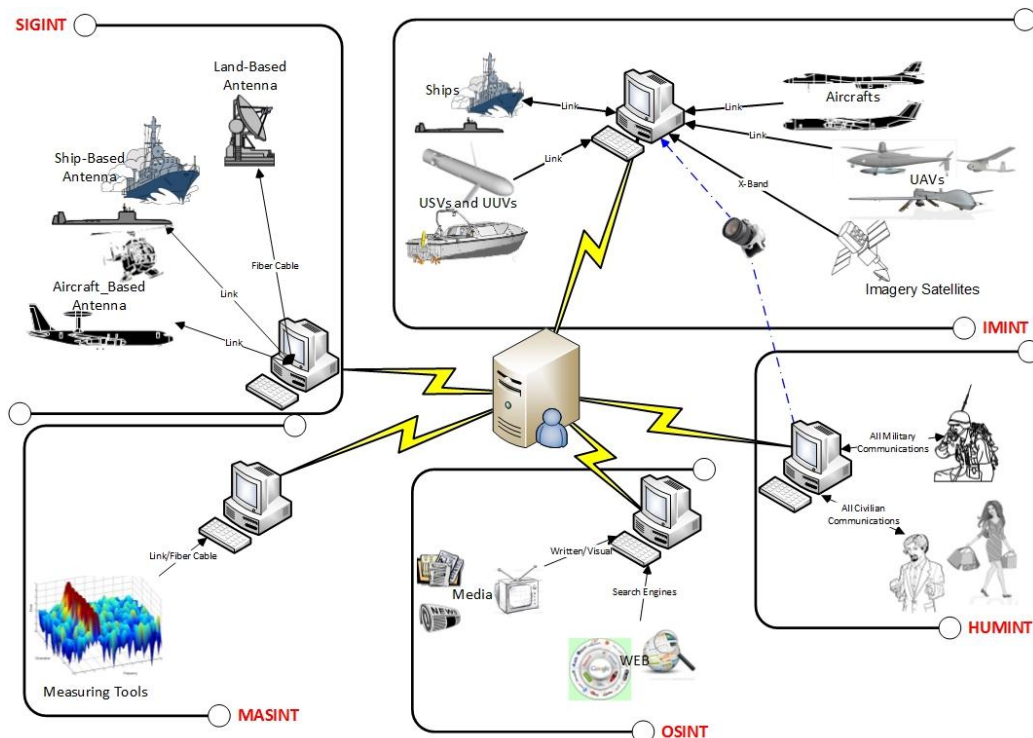 SIGINT
Land-Based
Antenna
Ship-Based
Antenna
Fiber Cable
Link
Aircraft_Based
Antenna
Link
Ships
Link
Link
USVs and UUVs
Link
Aircrafts
Link
UAVs
X-Band
Imagery Satellites
IMINT
All Military
Communications
All Civilian
Communications
HUMINT
Link/Fiber Cable
Measuring Tools
MASINT
Written/Visual
Media
NEWS
Search Engines
WEB
Google
OSINT